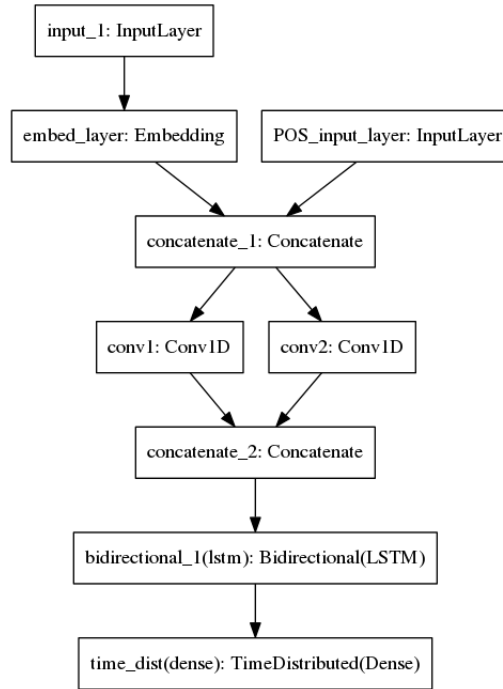 input_1: InputLayer
embed_layer: Embedding
POS_input_layer: InputLayer
concatenate_1: Concatenate
conv1: Conv1D
conv2: Conv1D
concatenate_2: Concatenate
bidirectional_1(lstm): Bidirectional(LSTM)
time_dist(dense): TimeDistributed(Dense)